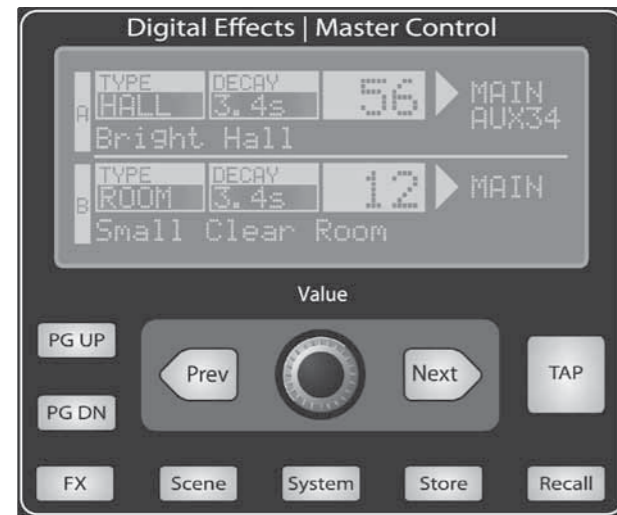 Digital Effects | Master Control
TYPE DECAY 56 MAIN
A HALL 3.4s AUX34
Bright Hall
TYPE DECAY 12 MAIN
B ROOM 3.4s
Small Clear Room
Value
PG UP
Prev Next TAP
PG DN
FX Scene System Store Recall